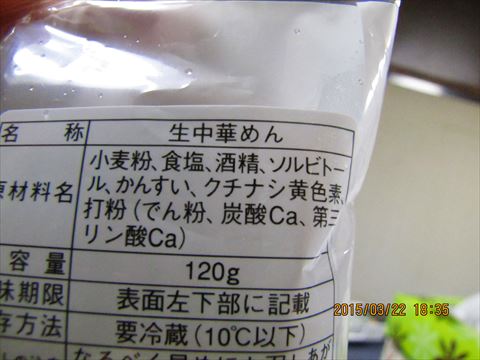 名 称 生中華めん
原材料名 小麦粉、食塩、酒精、ソルビトー
ル、かんすい、クチナシ黄色素、
打粉(でん粉、炭酸Ca、第三
リン酸Ca)
容量 120g
味期限 表面左下部に記載
存方法 要冷蔵(10℃以下)
2015/03/22 18:35